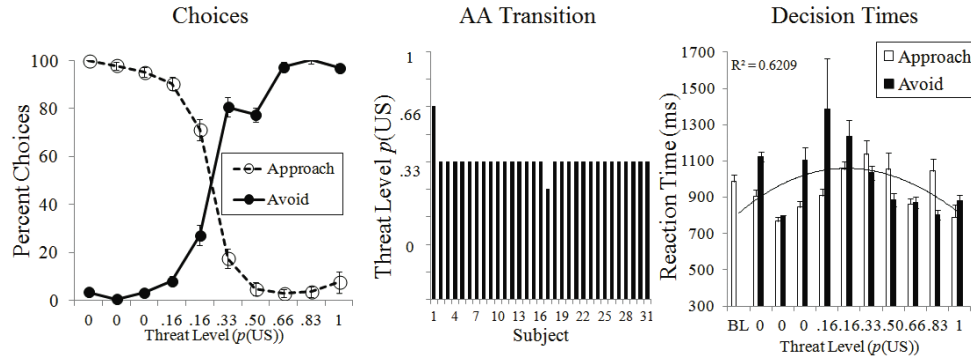 Choices
100
80
60
40
20
0
Percent Choices
Approach
Avoid
0 0 0 .16 .16 .33 .50 .66 .83 1
Threat Level (p(US))
AA Transition
1
.66
.33
0
Threat Level p(US)
1 4 7 10 13 16 19 22 25 28 31
Subject
Decision Times
1700
1500
1300
1100
900
700
500
300
Reaction Time (ms)
R² = 0.6209
Approach
Avoid
BL 0 0 0 .16 .16 .33 .50 .66 .83 1
Threat Level (p(US))